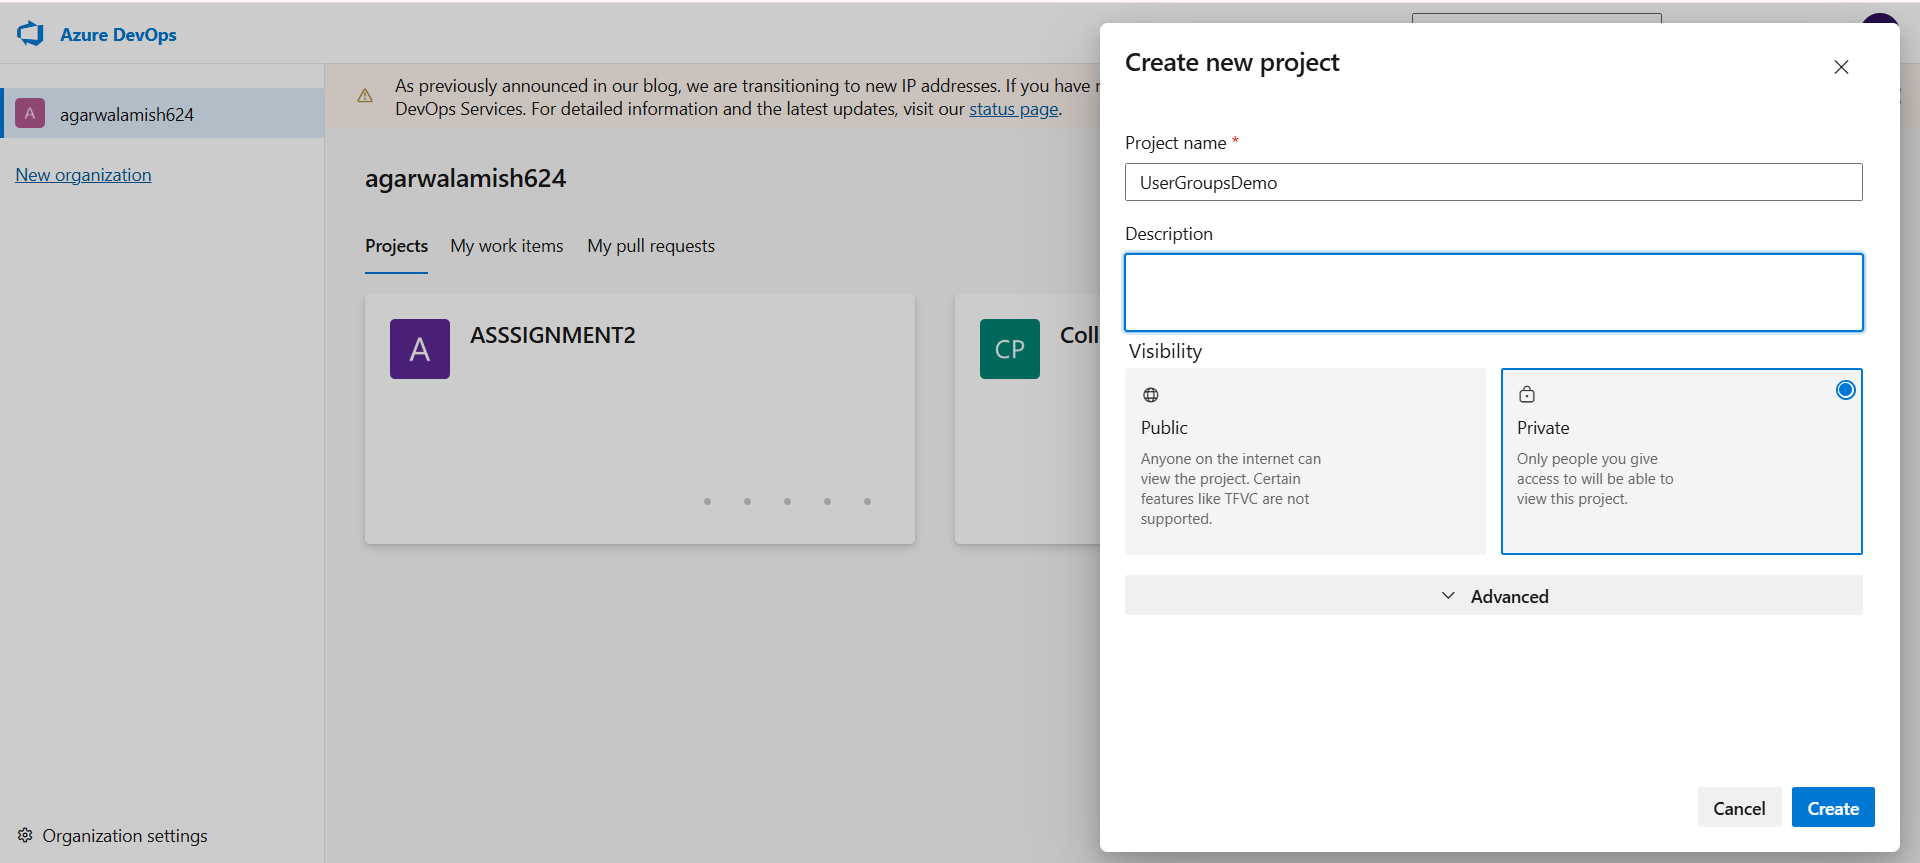 Azure DevOps
A
agarwalamish624
New organization
As previously announced in our blog, we are transitioning to new IP addresses. If you have
DevOps Services. For detailed information and the latest updates, visit our status page.
agarwalamish624
Projects
My work items
My pull requests
A
ASSSIGNMENT2
CP
Coll
Organization settings
Create new project
Project name *
UserGroupsDemo
Description
Visibility
Public
Anyone on the internet can
view the project. Certain
features like TFVC are not
supported.
Private
Only people you give
access to will be able to
view this project.
Advanced
Cancel
Create